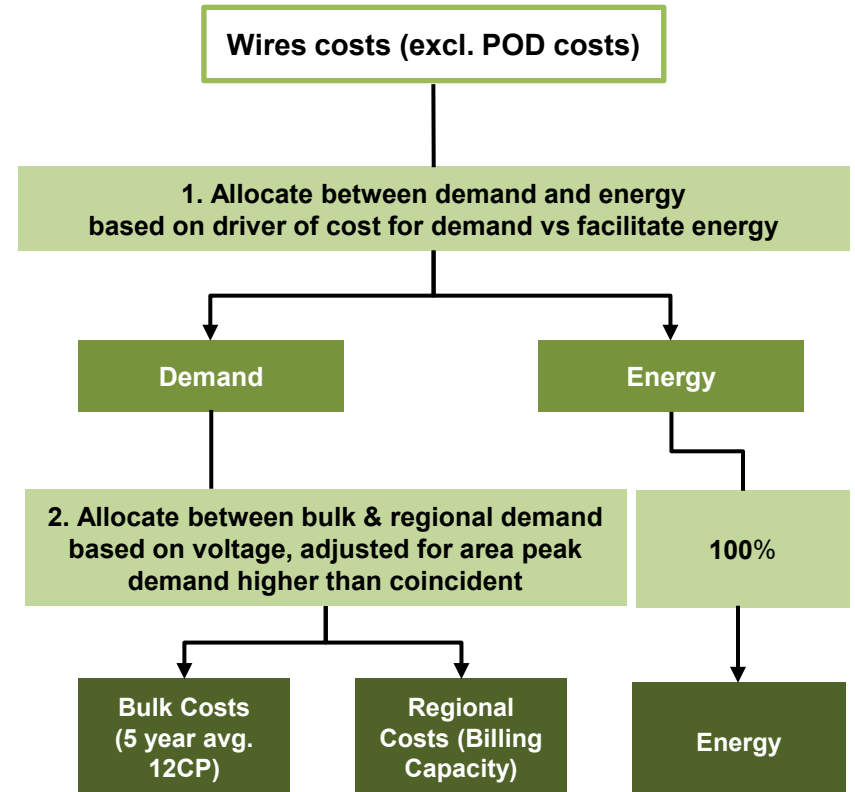 Wires costs (excl. POD costs)
1. Allocate between demand and energy
based on driver of cost for demand vs facilitate energy
Demand
Energy
2. Allocate between bulk & regional demand
based on voltage, adjusted for area peak
demand higher than coincident
100%
Bulk Costs
(5 year avg.
12CP)
Regional
Costs (Billing
Capacity)
Energy